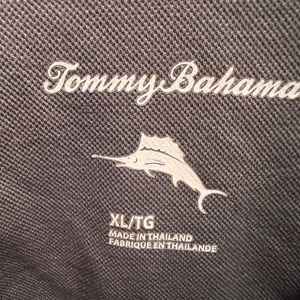 Tommy Bahama
XL/TG
MADE IN THAILAND
FABRIQUE EN THAILANDE